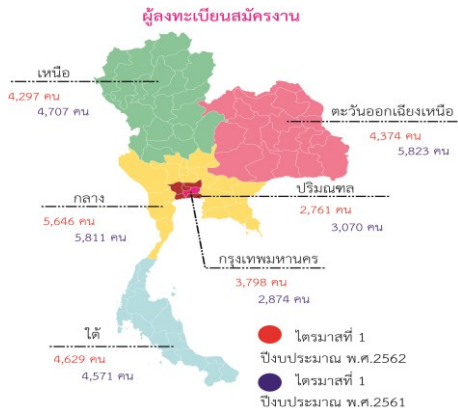 ผู้ลงทะเบียนสมัครงาน
เหนือ
4,297 คน
4,707 คน
ตะวันออกเฉียงเหนือ
4,374 คน
5,823 คน
กลาง
5,646 คน
5,811 คน
ปริมณฑล
2,761 คน
3,070 คน
กรุงเทพมหานคร
3,798 คน
2,874 คน
ใต้
4,629 คน
4,571 คน
ไตรมาสที่ 1
ปีงบประมาณ พ.ศ.2562
ไตรมาสที่ 1
ปีงบประมาณ พ.ศ.2561